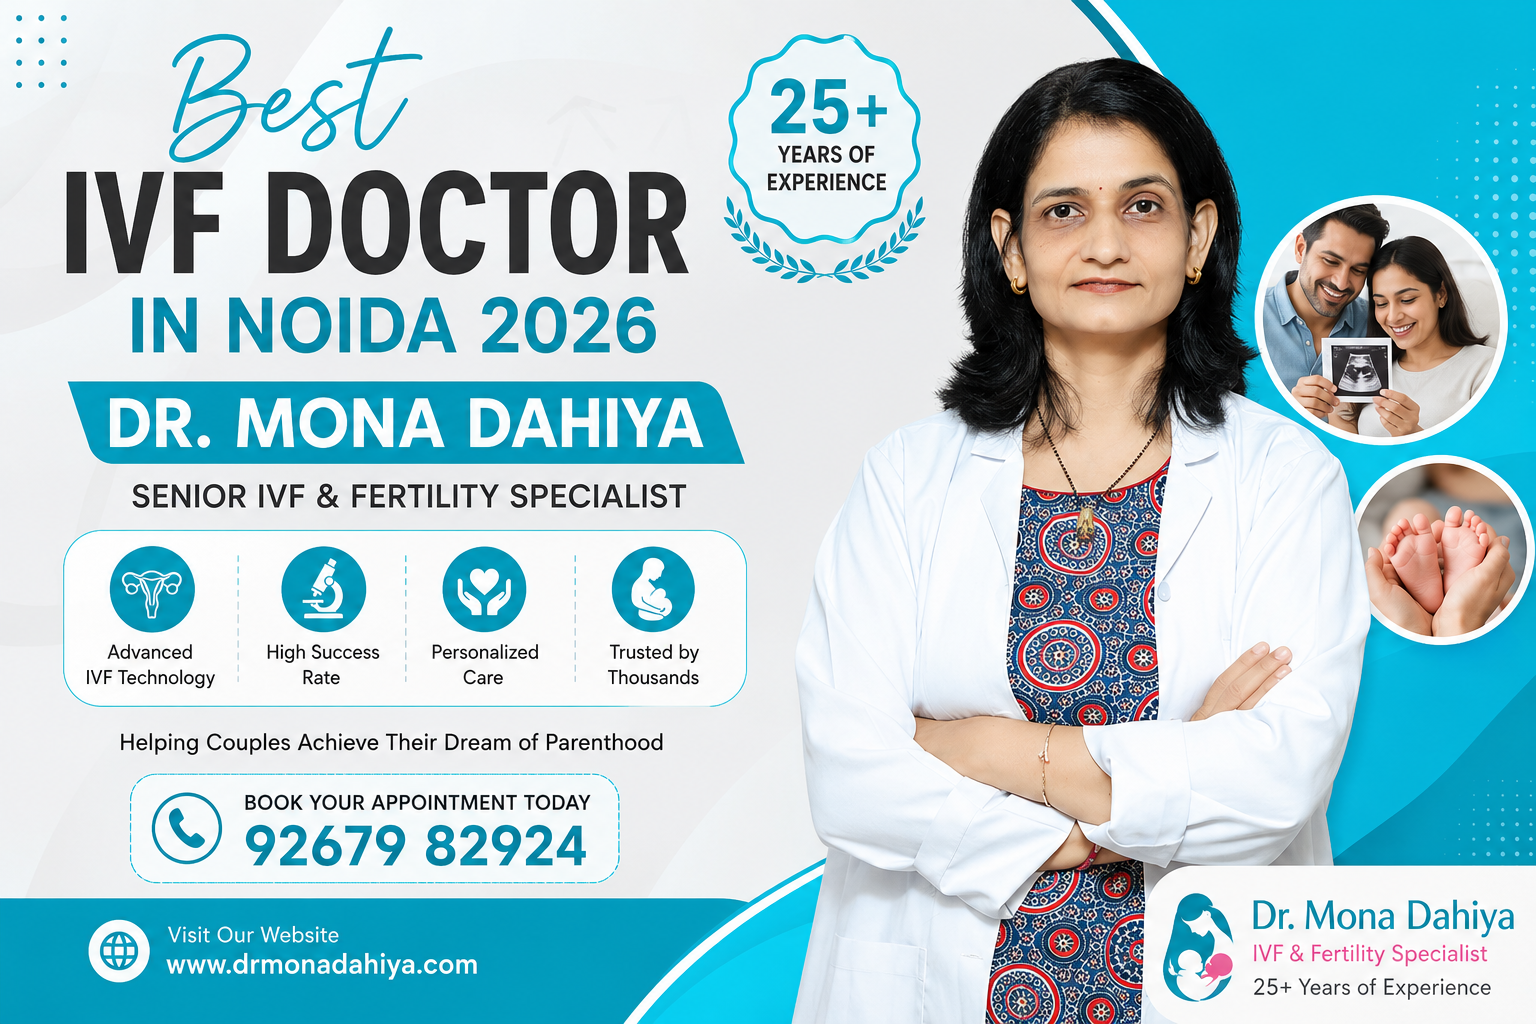 Best
IVF DOCTOR
IN NOIDA 2026
DR. MONA DAHIYA
SENIOR IVF & FERTILITY SPECIALIST
25+
YEARS OF
EXPERIENCE
Advanced
IVF Technology
High Success
Rate
Personalized
Care
Trusted by
Thousands
Helping Couples Achieve Their Dream of Parenthood
BOOK YOUR APPOINTMENT TODAY
92679 82924
Visit Our Website
www.drmonadahiya.com
Dr. Mona Dahiya
IVF & Fertility Specialist
25+ Years of Experience